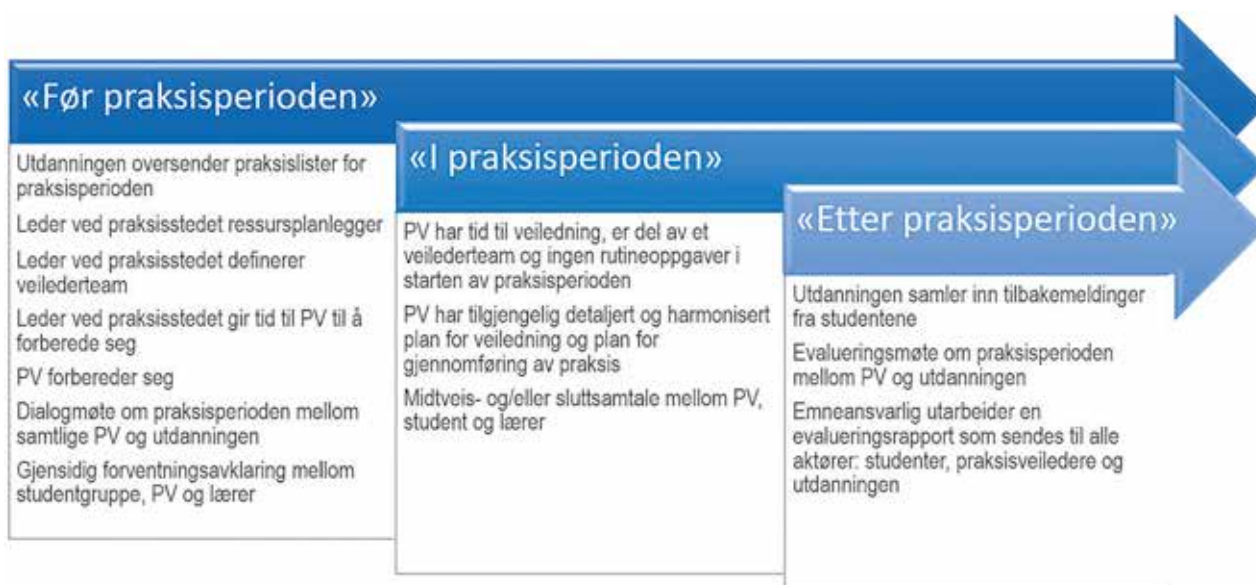 «Før praksisperioden»
Utdanningen oversender praksislister for
praksisperioden
Leder ved praksisstedet ressursplanlegger
Leder ved praksisstedet definerer
veilederteam
Leder ved praksisstedet gir tid til PV til å
forberede seg
PV forbereder seg
Dialogmøte om praksisperioden mellom
samtlige PV og utdanningen
Gjensidig forventningsavklaring mellom
studentgruppe, PV og lærer
«I praksisperioden»
PV har tid til veiledning, er del av et
veilederteam og ingen rutineoppgaver i
starten av praksisperioden
PV har tilgjengelig detaljert og harmonisert
plan for veiledning og plan for
gjennomføring av praksis
Midtveis- og/eller sluttsamtale mellom PV,
student og lærer
«Etter praksisperioden»
Utdanningen samler inn tilbakemeldinger
fra studentene
Evalueringsmøte om praksisperioden
mellom PV og utdanningen
Emneansvarlig utarbeider en
evalueringsrapport som sendes til alle
aktører: studenter, praksisveiledere og
utdanningen